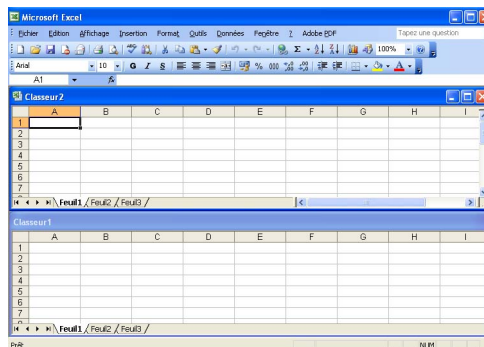 Microsoft Excel
Fichier Edition Affichage Insertion Format Outils Données Fenêtre ? Adobe PDF Tapez une question
100%
Arial 10 G I S % 000
A1 fx
Classeur2
A B C D E F G H I
1
2
3
4
5
6
7
Feuil1 / Feuil2 / Feuil3 /
Classeur1
A B C D E F G H I
1
2
3
4
5
6
7
Feuil1 / Feuil2 / Feuil3 /
Prêt NUM